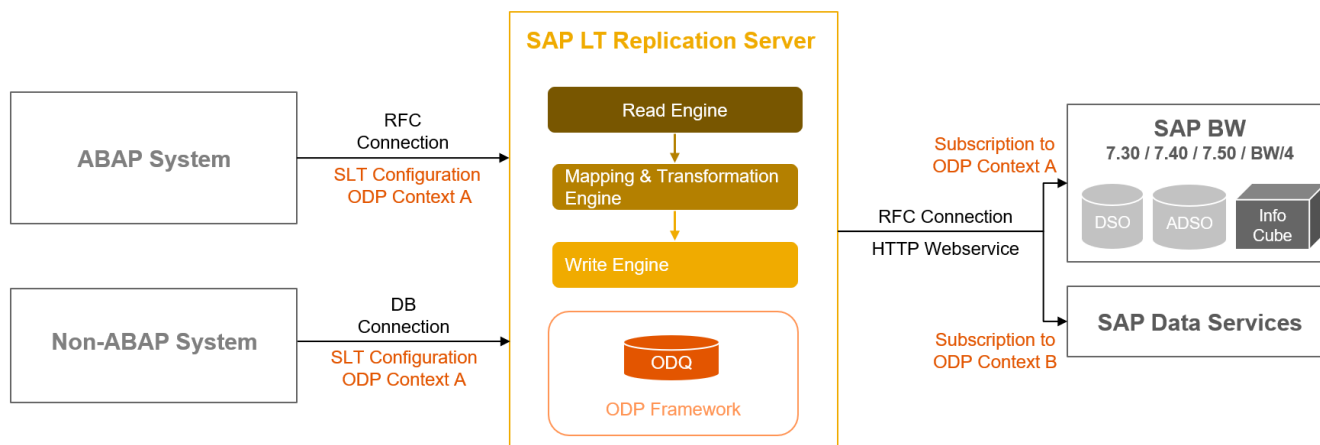 SAP LT Replication Server
ABAP System
RFC
Connection
SLT Configuration
ODP Context A
Non-ABAP System
DB
Connection
SLT Configuration
ODP Context A
Read Engine
Mapping & Transformation
Engine
Write Engine
ODQ
ODP Framework
RFC Connection
HTTP Webservice
Subscription to
ODP Context A
SAP BW
7.30 / 7.40 / 7.50 / BW/4
DSO
ADSO
Info
Cube
Subscription to
ODP Context B
SAP Data Services